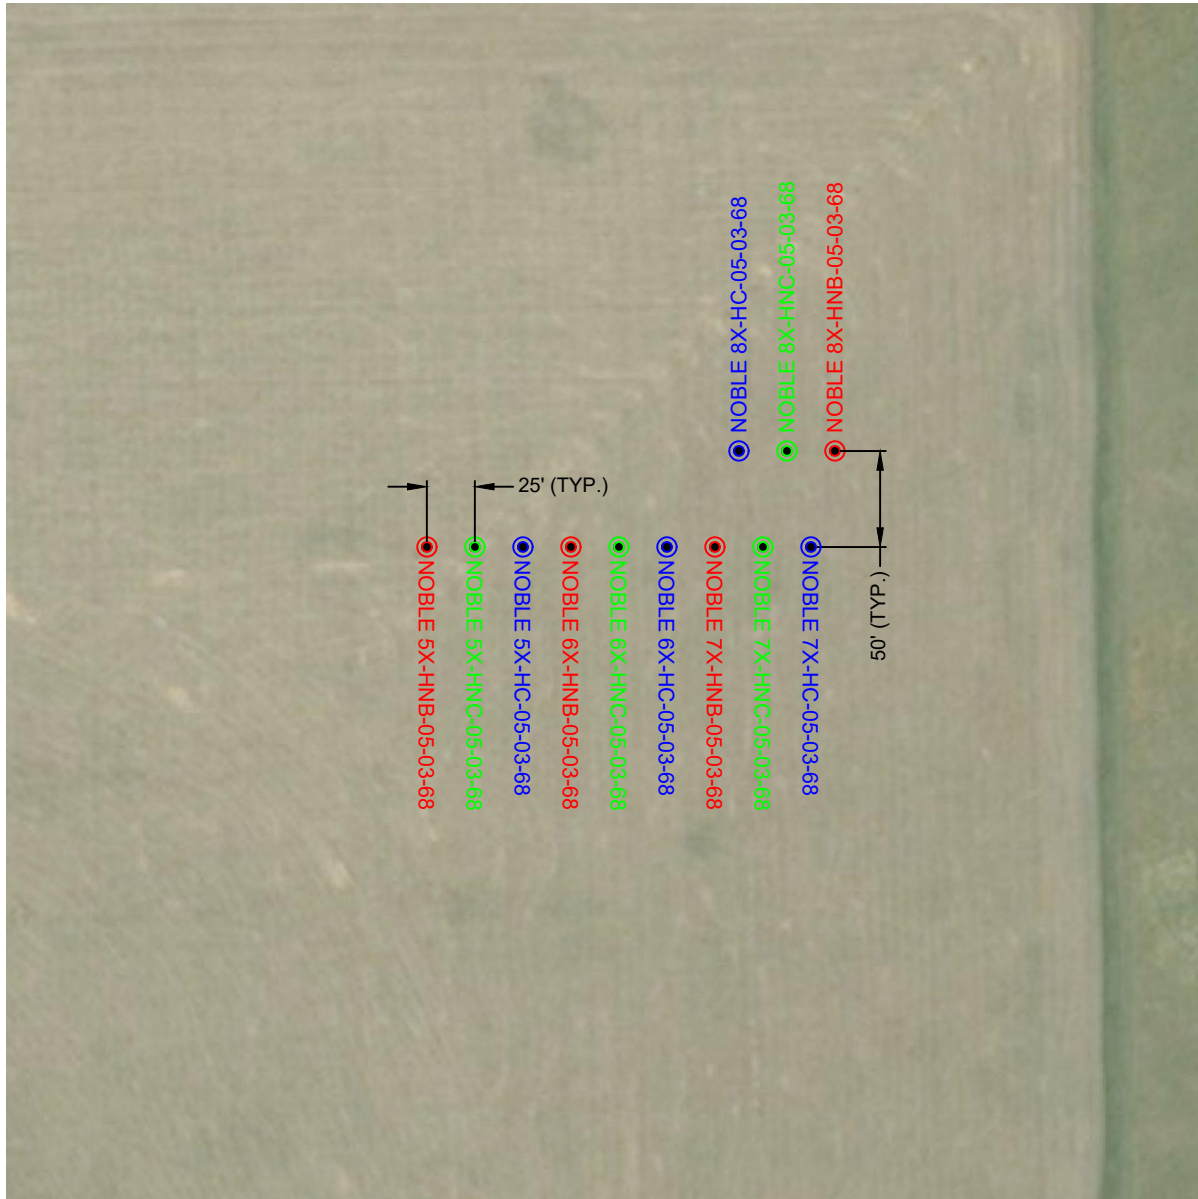 NOBLE 8X-HC-05-03-68
NOBLE 8X-HNC-05-03-68
NOBLE 8X-HNB-05-03-68
25' (TYP.)
50' (TYP.)
NOBLE 5X-HNB-05-03-68
NOBLE 5X-HNC-05-03-68
NOBLE 5X-HC-05-03-68
NOBLE 6X-HNB-05-03-68
NOBLE 6X-HNC-05-03-68
NOBLE 6X-HC-05-03-68
NOBLE 7X-HNB-05-03-68
NOBLE 7X-HNC-05-03-68
NOBLE 7X-HC-05-03-68